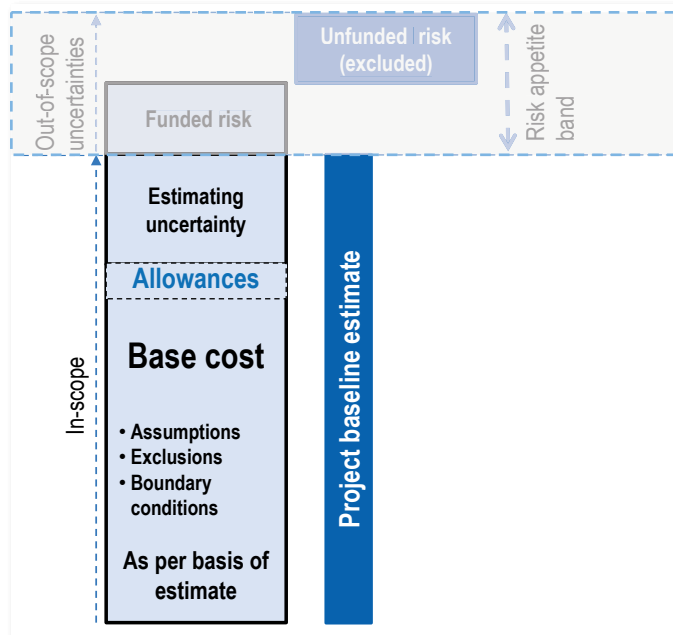 Out-of-scope
uncertainties
Unfunded risk
(excluded)
Risk appetite
band
Funded risk
Estimating
uncertainty
Allowances
Base cost
• Assumptions
• Exclusions
• Boundary
conditions
As per basis of
estimate
In-scope
Project baseline estimate